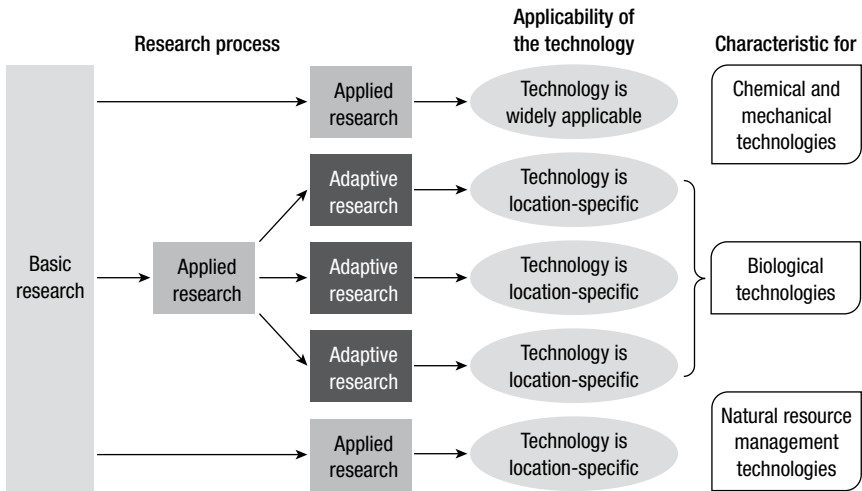 Research process
Applicability of
the technology
Characteristic for
Basic
research
Applied
research
Technology is
widely applicable
Chemical and
mechanical
technologies
Applied
research
Adaptive
research
Technology is
location-specific
Adaptive
research
Technology is
location-specific
Adaptive
research
Technology is
location-specific
Biological
technologies
Applied
research
Technology is
location-specific
Natural resource
management
technologies